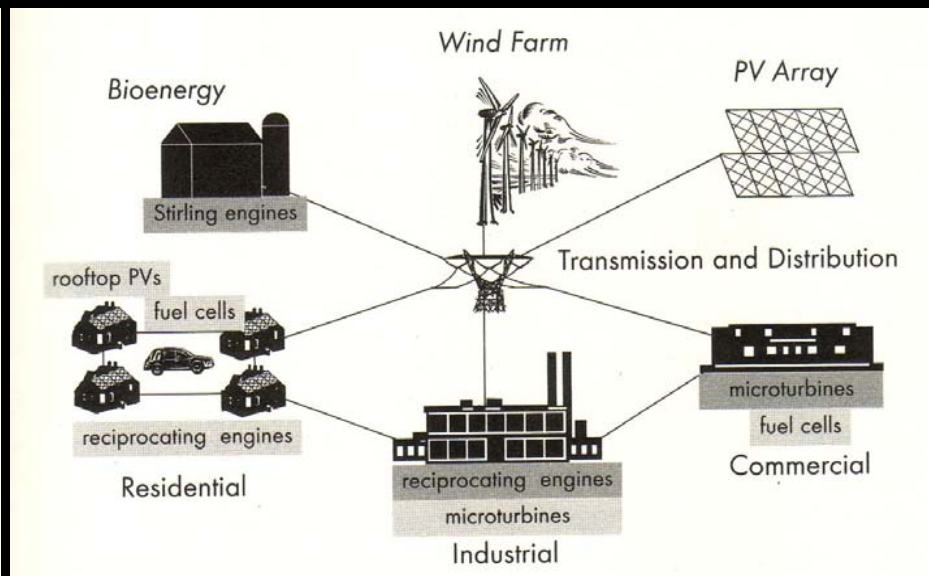 Wind Farm
PV Array
Bioenergy
Stirling engines
Transmission and Distribution
rooftop PVs
fuel cells
reciprocating engines
Residential
microturbines
fuel cells
Commercial
reciprocating engines
microturbines
Industrial